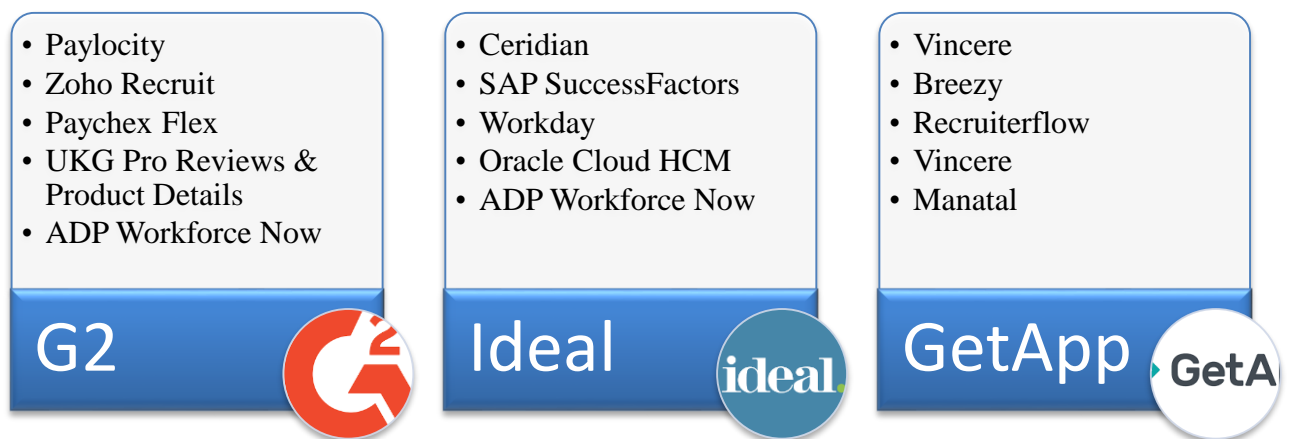 • Paylocity
• Zoho Recruit
• Paychex Flex
• UKG Pro Reviews &
Product Details
• ADP Workforce Now
G2
G2
• Ceridian
• SAP SuccessFactors
• Workday
• Oracle Cloud HCM
• ADP Workforce Now
Ideal
ideal.
• Vincere
• Breezy
• Recruiterflow
• Vincere
• Manatal
GetApp
GetA